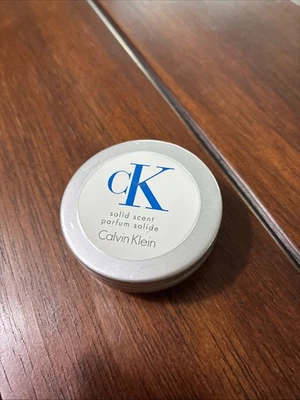 cK
solid scent
parfum solide
Calvin Klein